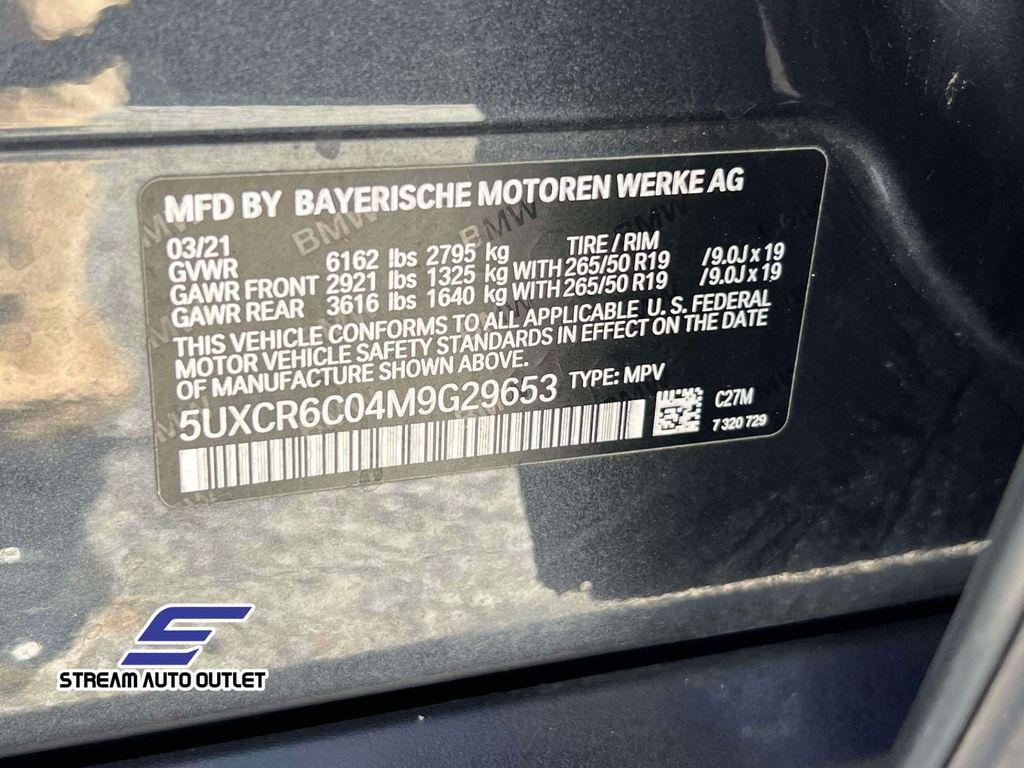 MFD BY BAYERISCHE MOTOREN WERKE AG
03/21 TIRE / RIM
GVWR 6162 lbs 2795 kg
GAWR FRONT 2921 lbs 1325 kg WITH 265/50 R19 /9.0J x 19
GAWR REAR 3616 lbs 1640 kg WITH 265/50 R19 /9.0J x 19
THIS VEHICLE CONFORMS TO ALL APPLICABLE U.S. FEDERAL
MOTOR VEHICLE SAFETY STANDARDS IN EFFECT ON THE DATE
OF MANUFACTURE SHOWN ABOVE.
5UXCR6C04M9G29653 TYPE: MPV
C27M
7 320 729
STREAM AUTO OUTLET